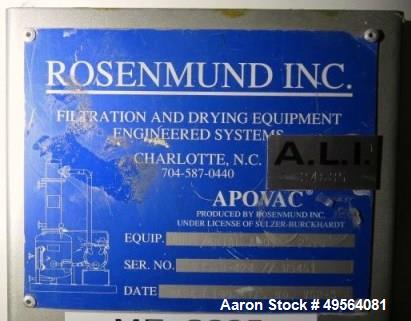 ROSENMUND INC.
FILTRATION AND DRYING EQUIPMENT
ENGINEERED SYSTEMS
CHARLOTTE, N.C.
704-587-0440
A.L.I.
APOVAC®
PRODUCED BY ROSENMUND INC.
UNDER LICENSE OF SULZER-BURCKHARDT
EQUIP.
SER. NO.
DATE
Aaron Stock # 49564081